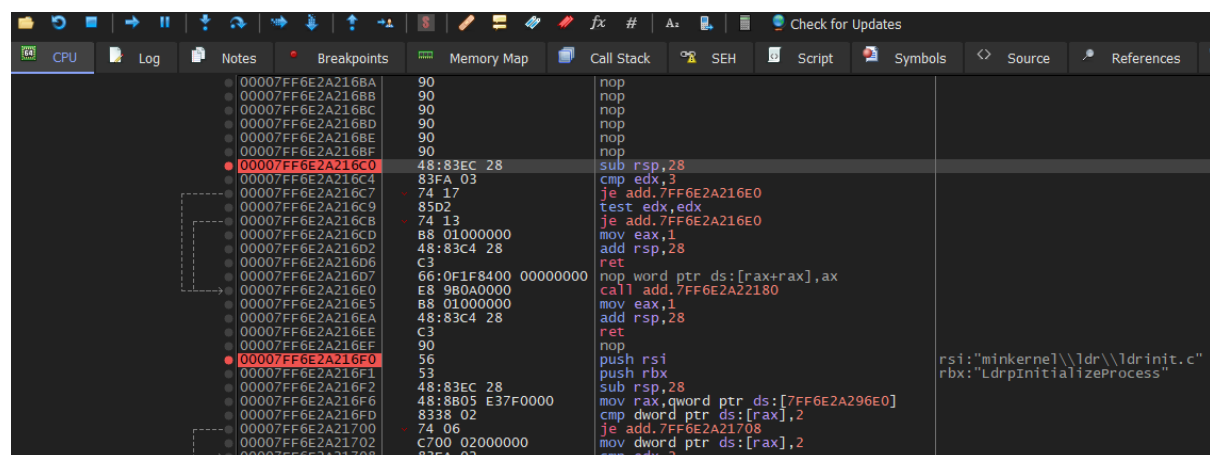 fx # Az Check for Updates
64 CPU Log Notes Breakpoints Memory Map Call Stack SEH Script Symbols Source References
00007FF6E2A216BA 90 nop
00007FF6E2A216BB 90 nop
00007FF6E2A216BC 90 nop
00007FF6E2A216BD 90 nop
00007FF6E2A216BE 90 nop
00007FF6E2A216BF 90 nop
00007FF6E2A216C0 48:83EC 28 sub rsp,28
00007FF6E2A216C4 83FA 03 cmp edx,3
00007FF6E2A216C7 74 17 je add.7FF6E2A216E0
00007FF6E2A216C9 85D2 test edx,edx
00007FF6E2A216CB 74 13 je add.7FF6E2A216E0
00007FF6E2A216CD B8 01000000 mov eax,1
00007FF6E2A216D2 48:83C4 28 add rsp,28
00007FF6E2A216D6 C3 ret
00007FF6E2A216D7 66:0F1F8400 00000000 nop word ptr ds:[rax+rax],ax
00007FF6E2A216E0 E8 9B0A0000 call add.7FF6E2A22180
00007FF6E2A216E5 B8 01000000 mov eax,1
00007FF6E2A216EA 48:83C4 28 add rsp,28
00007FF6E2A216EE C3 ret
00007FF6E2A216EF 90 nop
00007FF6E2A216F0 56 push rsi rsi:"minkernel\\ldr\\ldrinit.c"
00007FF6E2A216F1 53 push rbx rbx:"LdrpInitializeProcess"
00007FF6E2A216F2 48:83EC 28 sub rsp,28
00007FF6E2A216F6 48:8B05 E37F0000 mov rax,qword ptr ds:[7FF6E2A296E0]
00007FF6E2A216FD 8338 02 cmp dword ptr ds:[rax],2
00007FF6E2A21700 74 06 je add.7FF6E2A21708
00007FF6E2A21702 C700 02000000 mov dword ptr ds:[rax],2